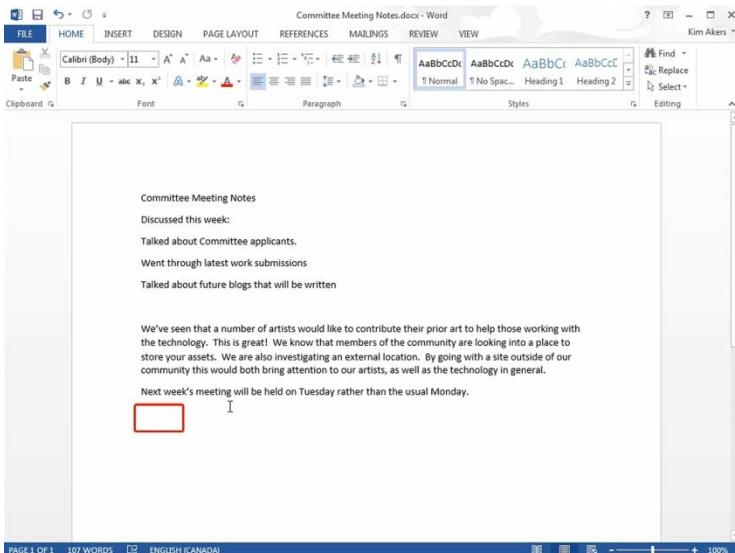 Committee Meeting Notes.docx - Word
FILE HOME INSERT DESIGN PAGE LAYOUT REFERENCES MAILINGS REVIEW VIEW Kim Akers
Paste
Calibri (Body) 11
AaBbCcDc AaBbCcDc AaBbCc AaBbCcD
¶ Normal ¶ No Spac... Heading 1 Heading 2
Find
Replace
Select
Clipboard Font Paragraph Styles Editing
Committee Meeting Notes
Discussed this week:
Talked about Committee applicants.
Went through latest work submissions
Talked about future blogs that will be written
We've seen that a number of artists would like to contribute their prior art to help those working with
the technology. This is great! We know that members of the community are looking into a place to
store your assets. We are also investigating an external location. By going with a site outside of our
community this would both bring attention to our artists, as well as the technology in general.
Next week's meeting will be held on Tuesday rather than the usual Monday.
PAGE 1 OF 1 107 WORDS ENGLISH (CANADA) 100%